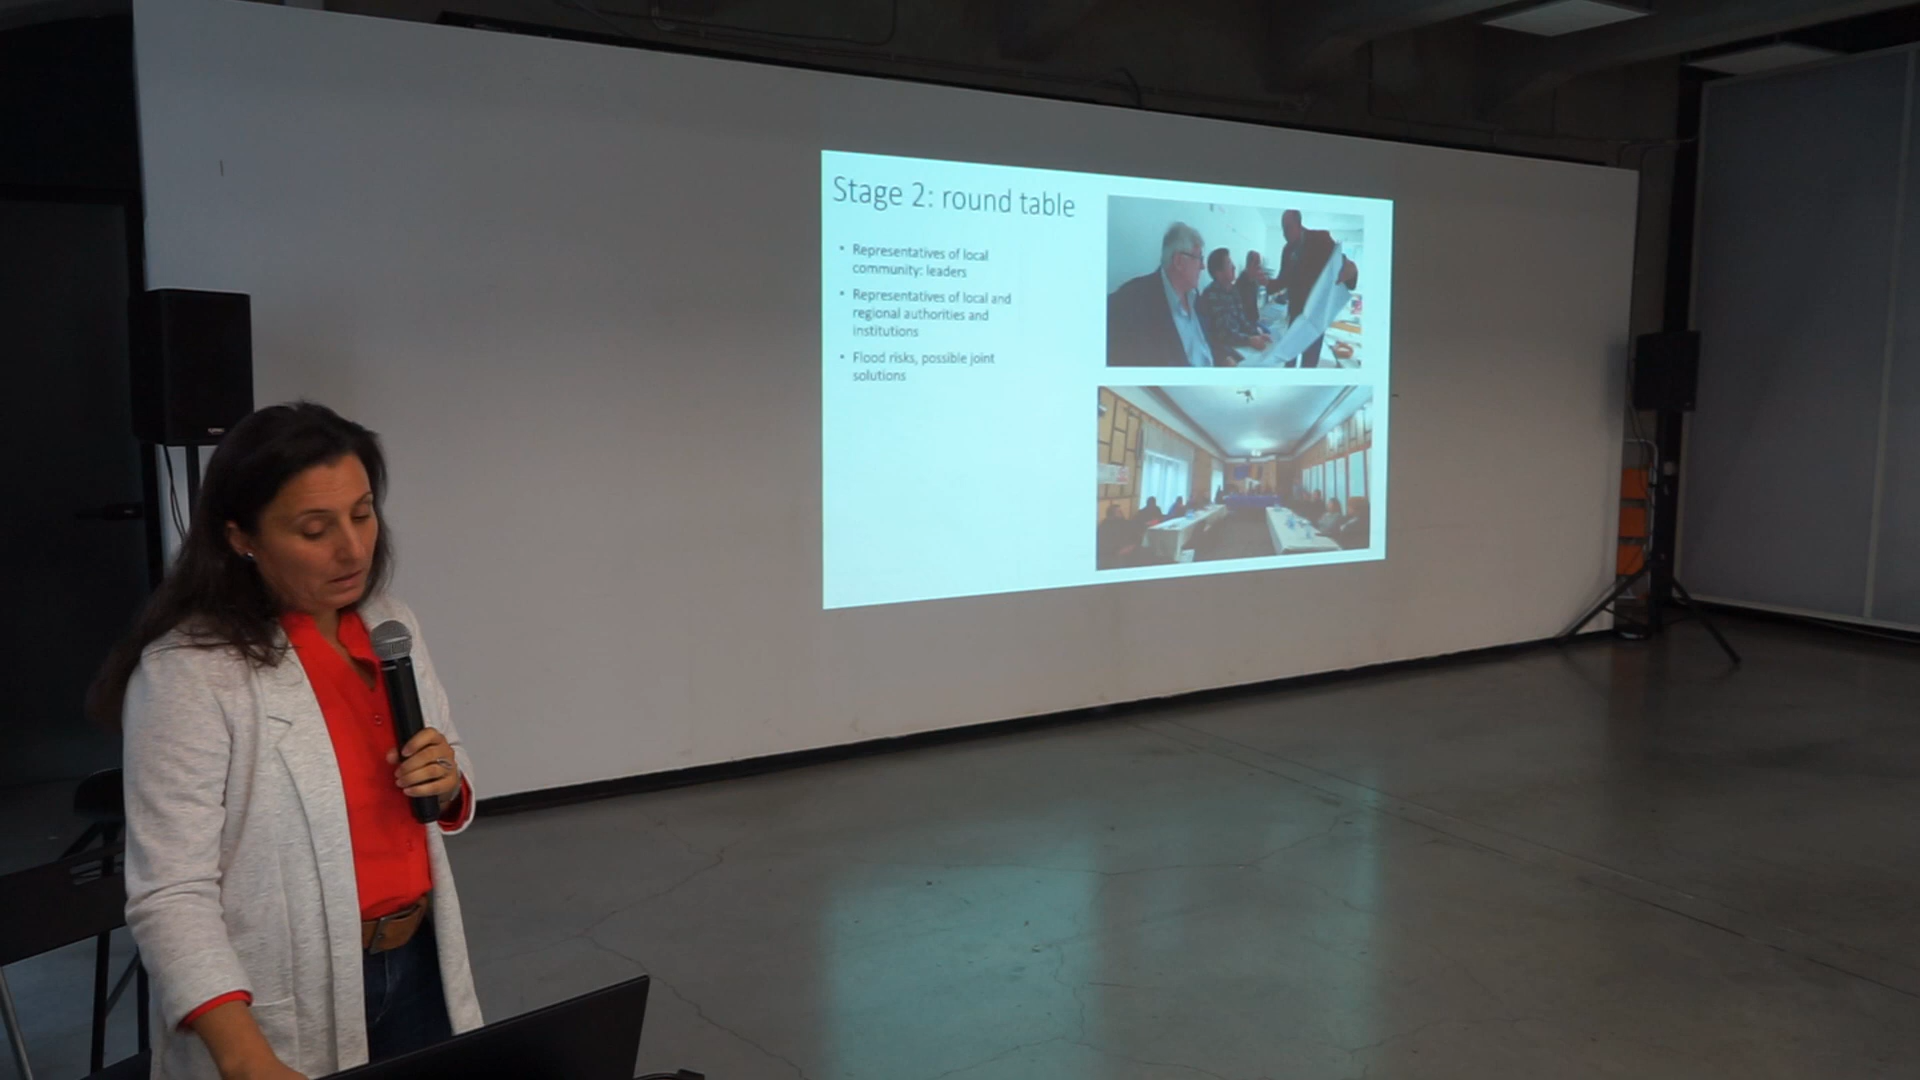 Stage 2: round table
• Representatives of local
community: leaders
• Representatives of local and
regional authorities and
institutions
• Flood risks, possible joint
solutions